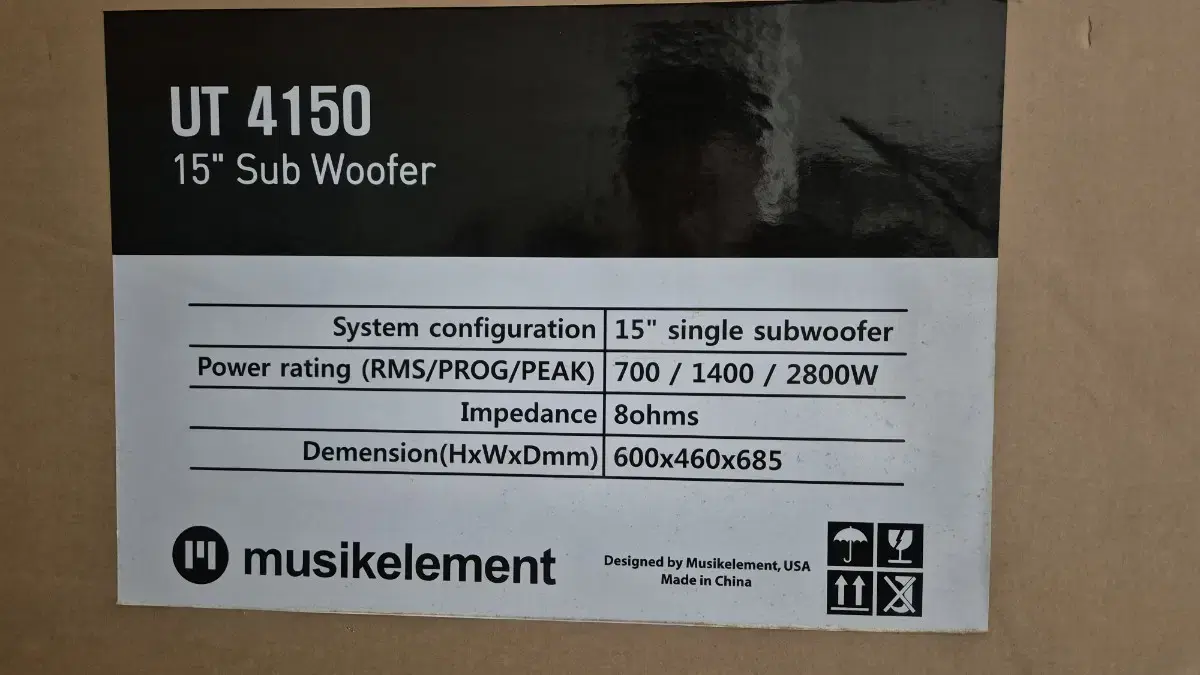 UT 4150
15" Sub Woofer
System configuration 15" single subwoofer
Power rating (RMS/PROG/PEAK) 700 / 1400 / 2800W
Impedance 8ohms
Demension(HxWxDmm) 600x460x685
musikelement
Designed by Musikelement, USA
Made in China